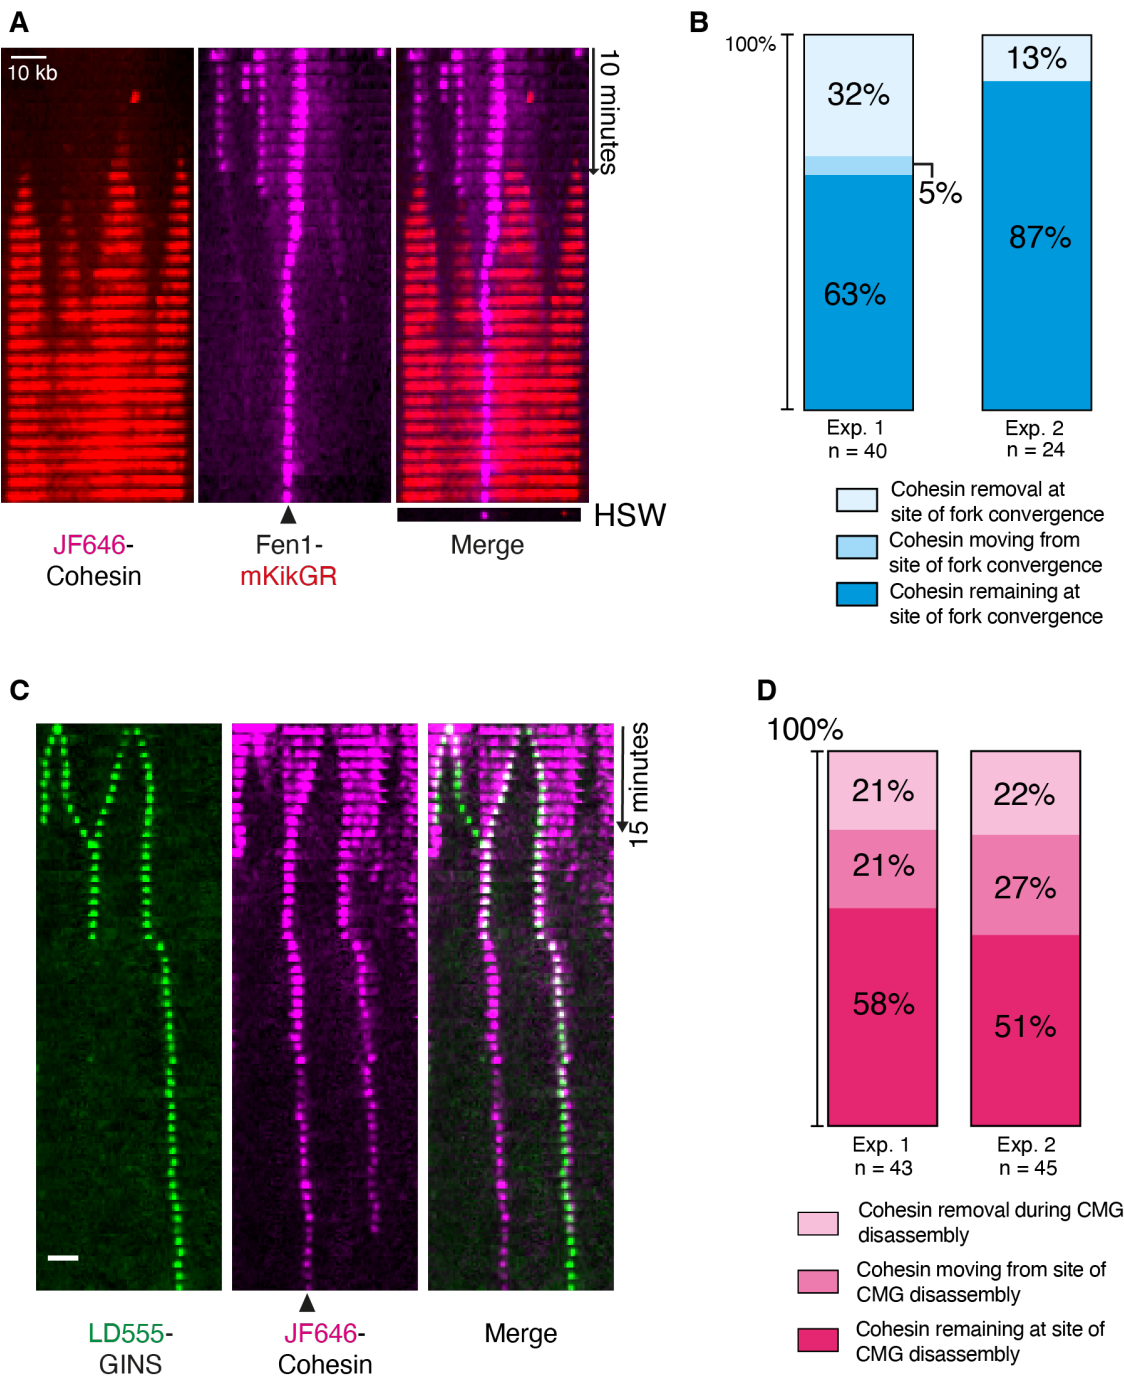 A
10 kb
10 minutes
HSW
JF646-
Cohesin
Fen1-
mKikGR
Merge
B
100%
32%
5%
63%
13%
87%
Exp. 1
n = 40
Exp. 2
n = 24
Cohesin removal at
site of fork convergence
Cohesin moving from
site of fork convergence
Cohesin remaining at
site of fork convergence
C
15 minutes
LD555-
GINS
JF646-
Cohesin
Merge
D
100%
21%
21%
58%
22%
27%
51%
Exp. 1
n = 43
Exp. 2
n = 45
Cohesin removal during CMG
disassembly
Cohesin moving from site of
CMG disassembly
Cohesin remaining at site of
CMG disassembly